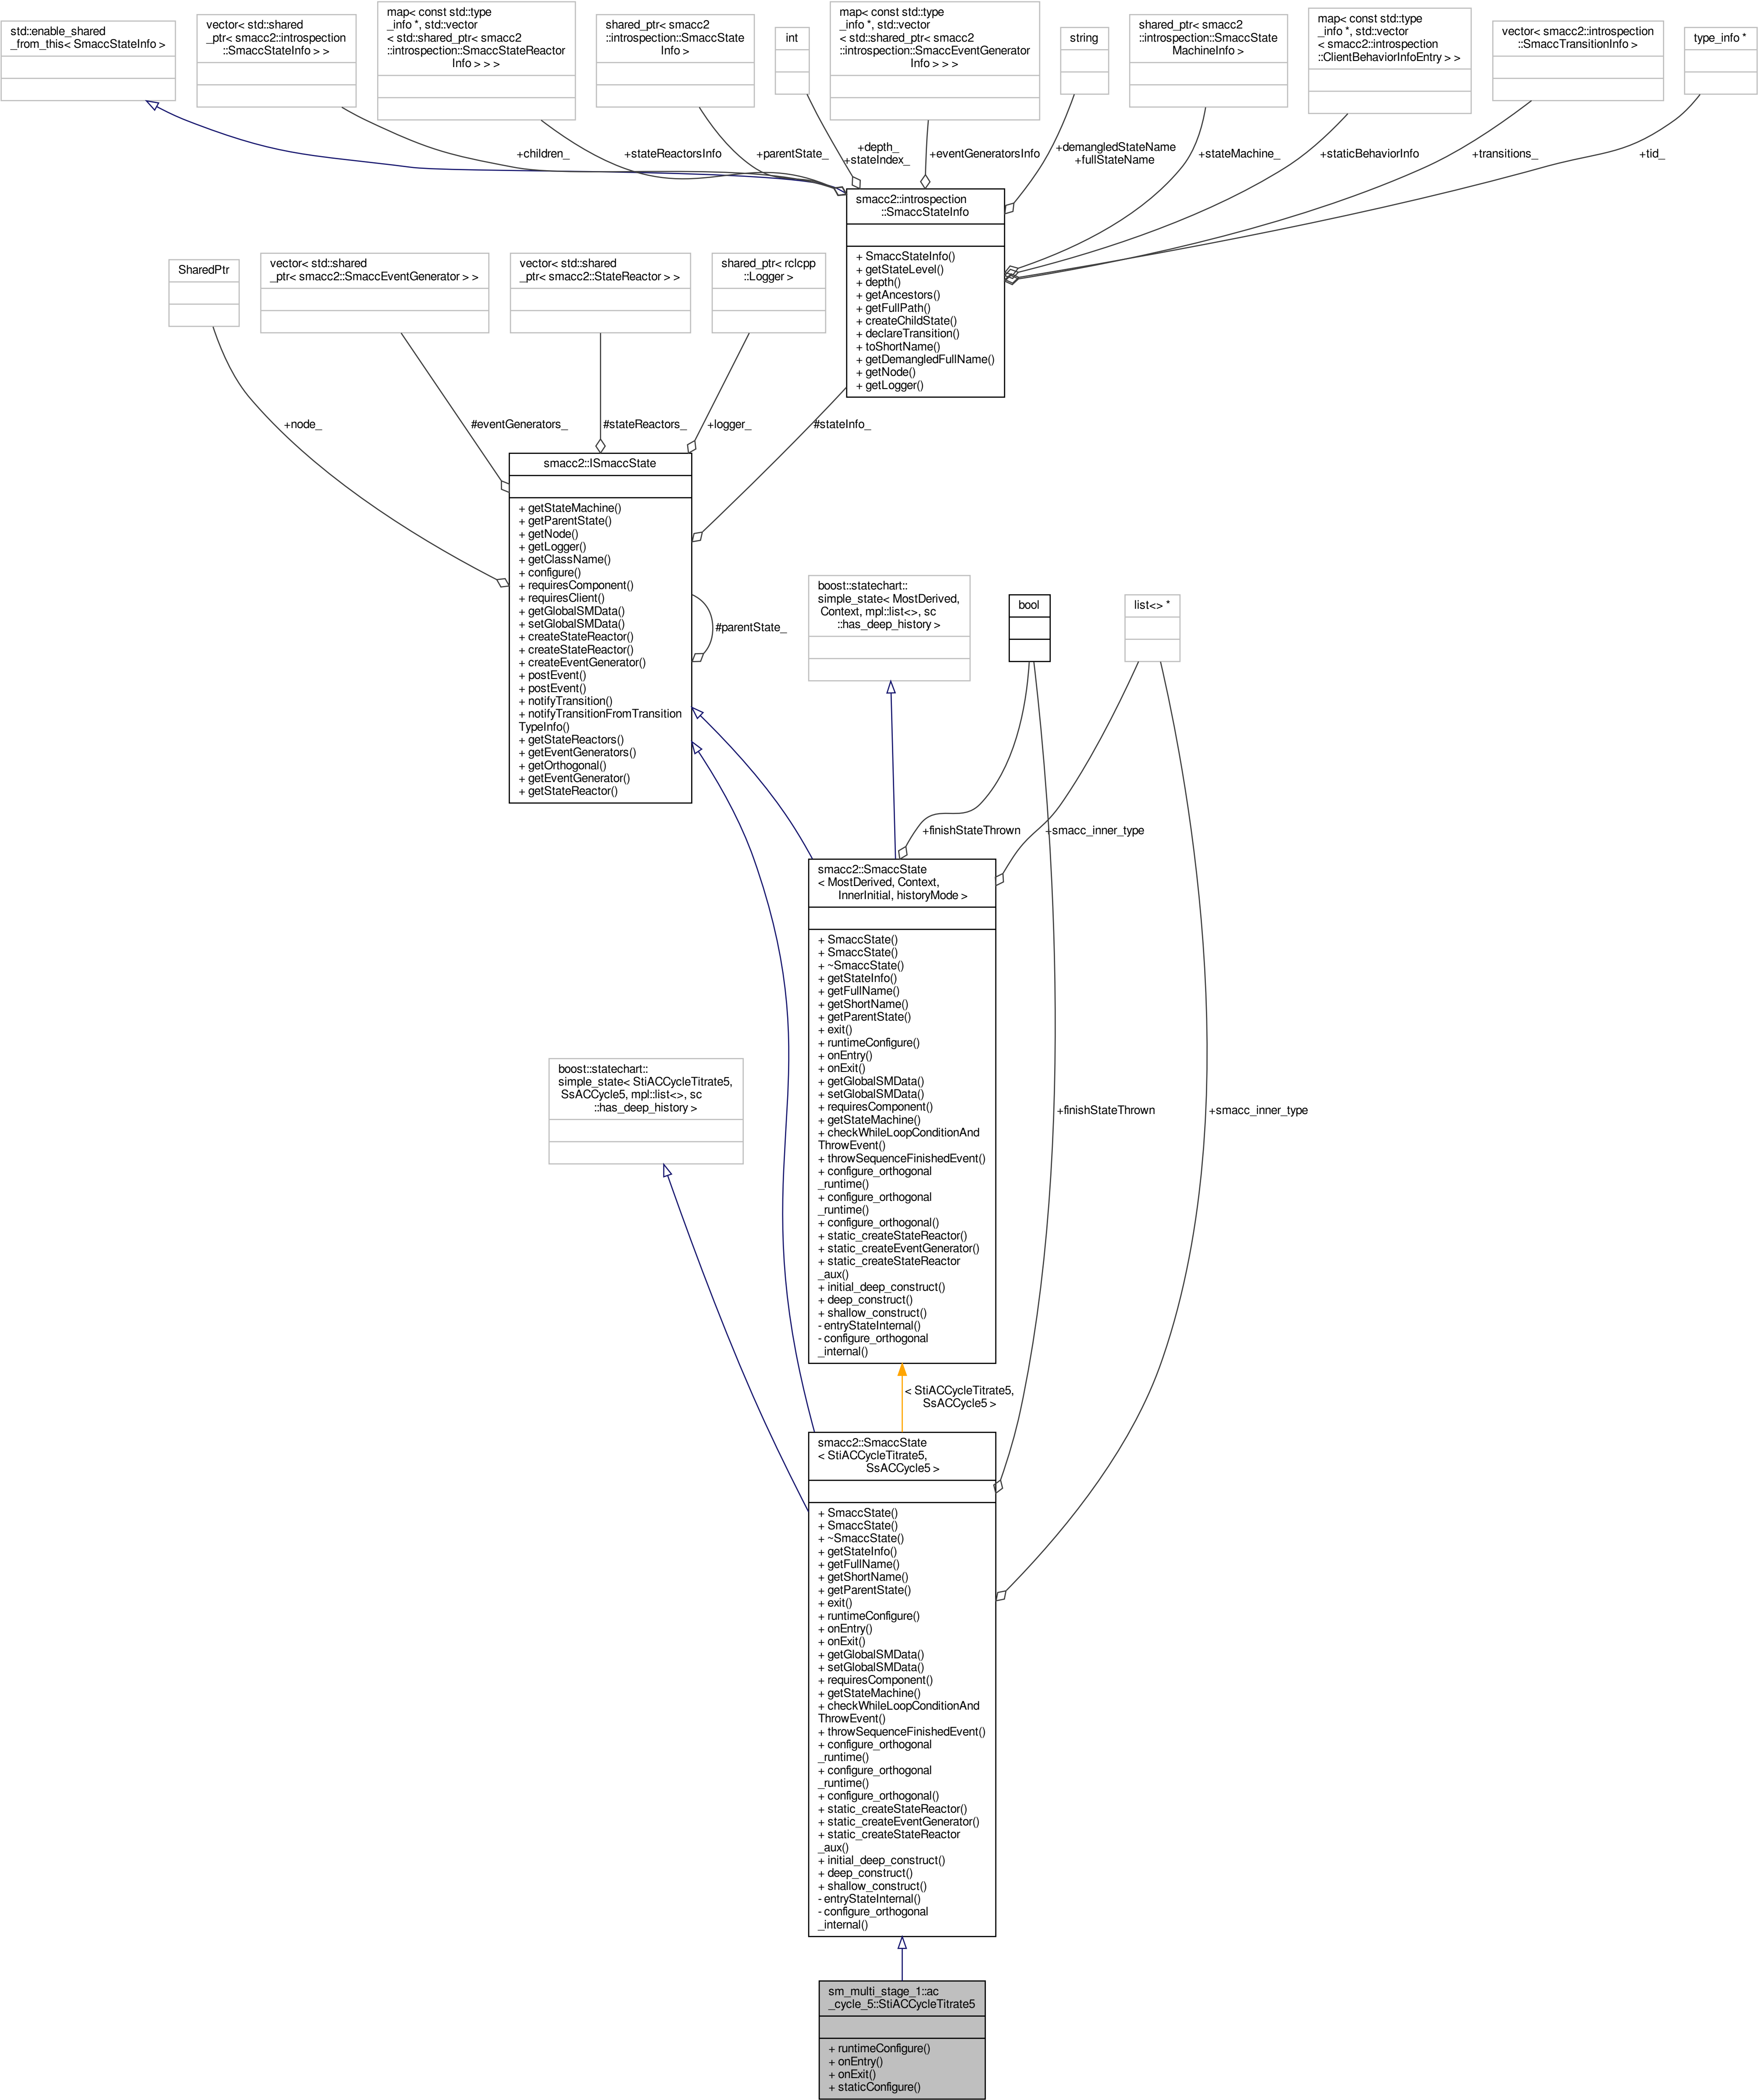 std::enable_shared
_from_this< SmaccStateInfo >
vector< std::shared
_ptr< smacc2::introspection
::SmaccStateInfo > >
map< const std::type
_info *, std::vector
< std::shared_ptr< smacc2
::introspection::SmaccStateReactor
Info > > >
shared_ptr< smacc2
::introspection::SmaccState
Info >
int
map< const std::type
_info *, std::vector
< std::shared_ptr< smacc2
::introspection::SmaccEventGenerator
Info > > >
string
shared_ptr< smacc2
::introspection::SmaccState
MachineInfo >
map< const std::type
_info *, std::vector
< smacc2::introspection
::ClientBehaviorInfoEntry > >
vector< smacc2::introspection
::SmaccTransitionInfo >
type_info *
+children_
+stateReactorsInfo
+parentState_
+depth_
+stateIndex_
+eventGeneratorsInfo
+demangledStateName
+fullStateName
+stateMachine_
+staticBehaviorInfo
+transitions_
+tid_
smacc2::introspection
::SmaccStateInfo
+ SmaccStateInfo()
+ getStateLevel()
+ depth()
+ getAncestors()
+ getFullPath()
+ createChildState()
+ declareTransition()
+ toShortName()
+ getDemangledFullName()
+ getNode()
+ getLogger()
SharedPtr
vector< std::shared
_ptr< smacc2::SmaccEventGenerator > >
vector< std::shared
_ptr< smacc2::StateReactor > >
shared_ptr< rclcpp
::Logger >
+node_
#eventGenerators_
#stateReactors_
+logger_
#stateInfo_
smacc2::ISmaccState
+ getStateMachine()
+ getParentState()
+ getNode()
+ getLogger()
+ getClassName()
+ configure()
+ requiresComponent()
+ requiresClient()
+ getGlobalSMData()
+ setGlobalSMData()
+ createStateReactor()
+ createStateReactor()
+ createEventGenerator()
+ postEvent()
+ postEvent()
+ notifyTransition()
+ notifyTransitionFromTransition
TypeInfo()
+ getStateReactors()
+ getEventGenerators()
+ getOrthogonal()
+ getEventGenerator()
+ getStateReactor()
#parentState_
boost::statechart::
simple_state< MostDerived,
Context, mpl::list<>, sc
::has_deep_history >
bool
list<> *
+finishStateThrown
+smacc_inner_type
smacc2::SmaccState
< MostDerived, Context,
InnerInitial, historyMode >
+ SmaccState()
+ SmaccState()
+ ~SmaccState()
+ getStateInfo()
+ getFullName()
+ getShortName()
+ getParentState()
+ exit()
+ runtimeConfigure()
+ onEntry()
+ onExit()
+ getGlobalSMData()
+ setGlobalSMData()
+ requiresComponent()
+ getStateMachine()
+ checkWhileLoopConditionAnd
ThrowEvent()
+ throwSequenceFinishedEvent()
+ configure_orthogonal
_runtime()
+ configure_orthogonal
_runtime()
+ configure_orthogonal()
+ static_createStateReactor()
+ static_createEventGenerator()
+ static_createStateReactor
_aux()
+ initial_deep_construct()
+ deep_construct()
+ shallow_construct()
- entryStateInternal()
- configure_orthogonal
_internal()
boost::statechart::
simple_state< StiACCycleTitrate5,
SsACCycle5, mpl::list<>, sc
::has_deep_history >
+finishStateThrown
+smacc_inner_type
< StiACCycleTitrate5,
SsACCycle5 >
smacc2::SmaccState
< StiACCycleTitrate5,
SsACCycle5 >
+ SmaccState()
+ SmaccState()
+ ~SmaccState()
+ getStateInfo()
+ getFullName()
+ getShortName()
+ getParentState()
+ exit()
+ runtimeConfigure()
+ onEntry()
+ onExit()
+ getGlobalSMData()
+ setGlobalSMData()
+ requiresComponent()
+ getStateMachine()
+ checkWhileLoopConditionAnd
ThrowEvent()
+ throwSequenceFinishedEvent()
+ configure_orthogonal
_runtime()
+ configure_orthogonal
_runtime()
+ configure_orthogonal()
+ static_createStateReactor()
+ static_createEventGenerator()
+ static_createStateReactor
_aux()
+ initial_deep_construct()
+ deep_construct()
+ shallow_construct()
- entryStateInternal()
- configure_orthogonal
_internal()
sm_multi_stage_1::ac
_cycle_5::StiACCycleTitrate5
+ runtimeConfigure()
+ onEntry()
+ onExit()
+ staticConfigure()